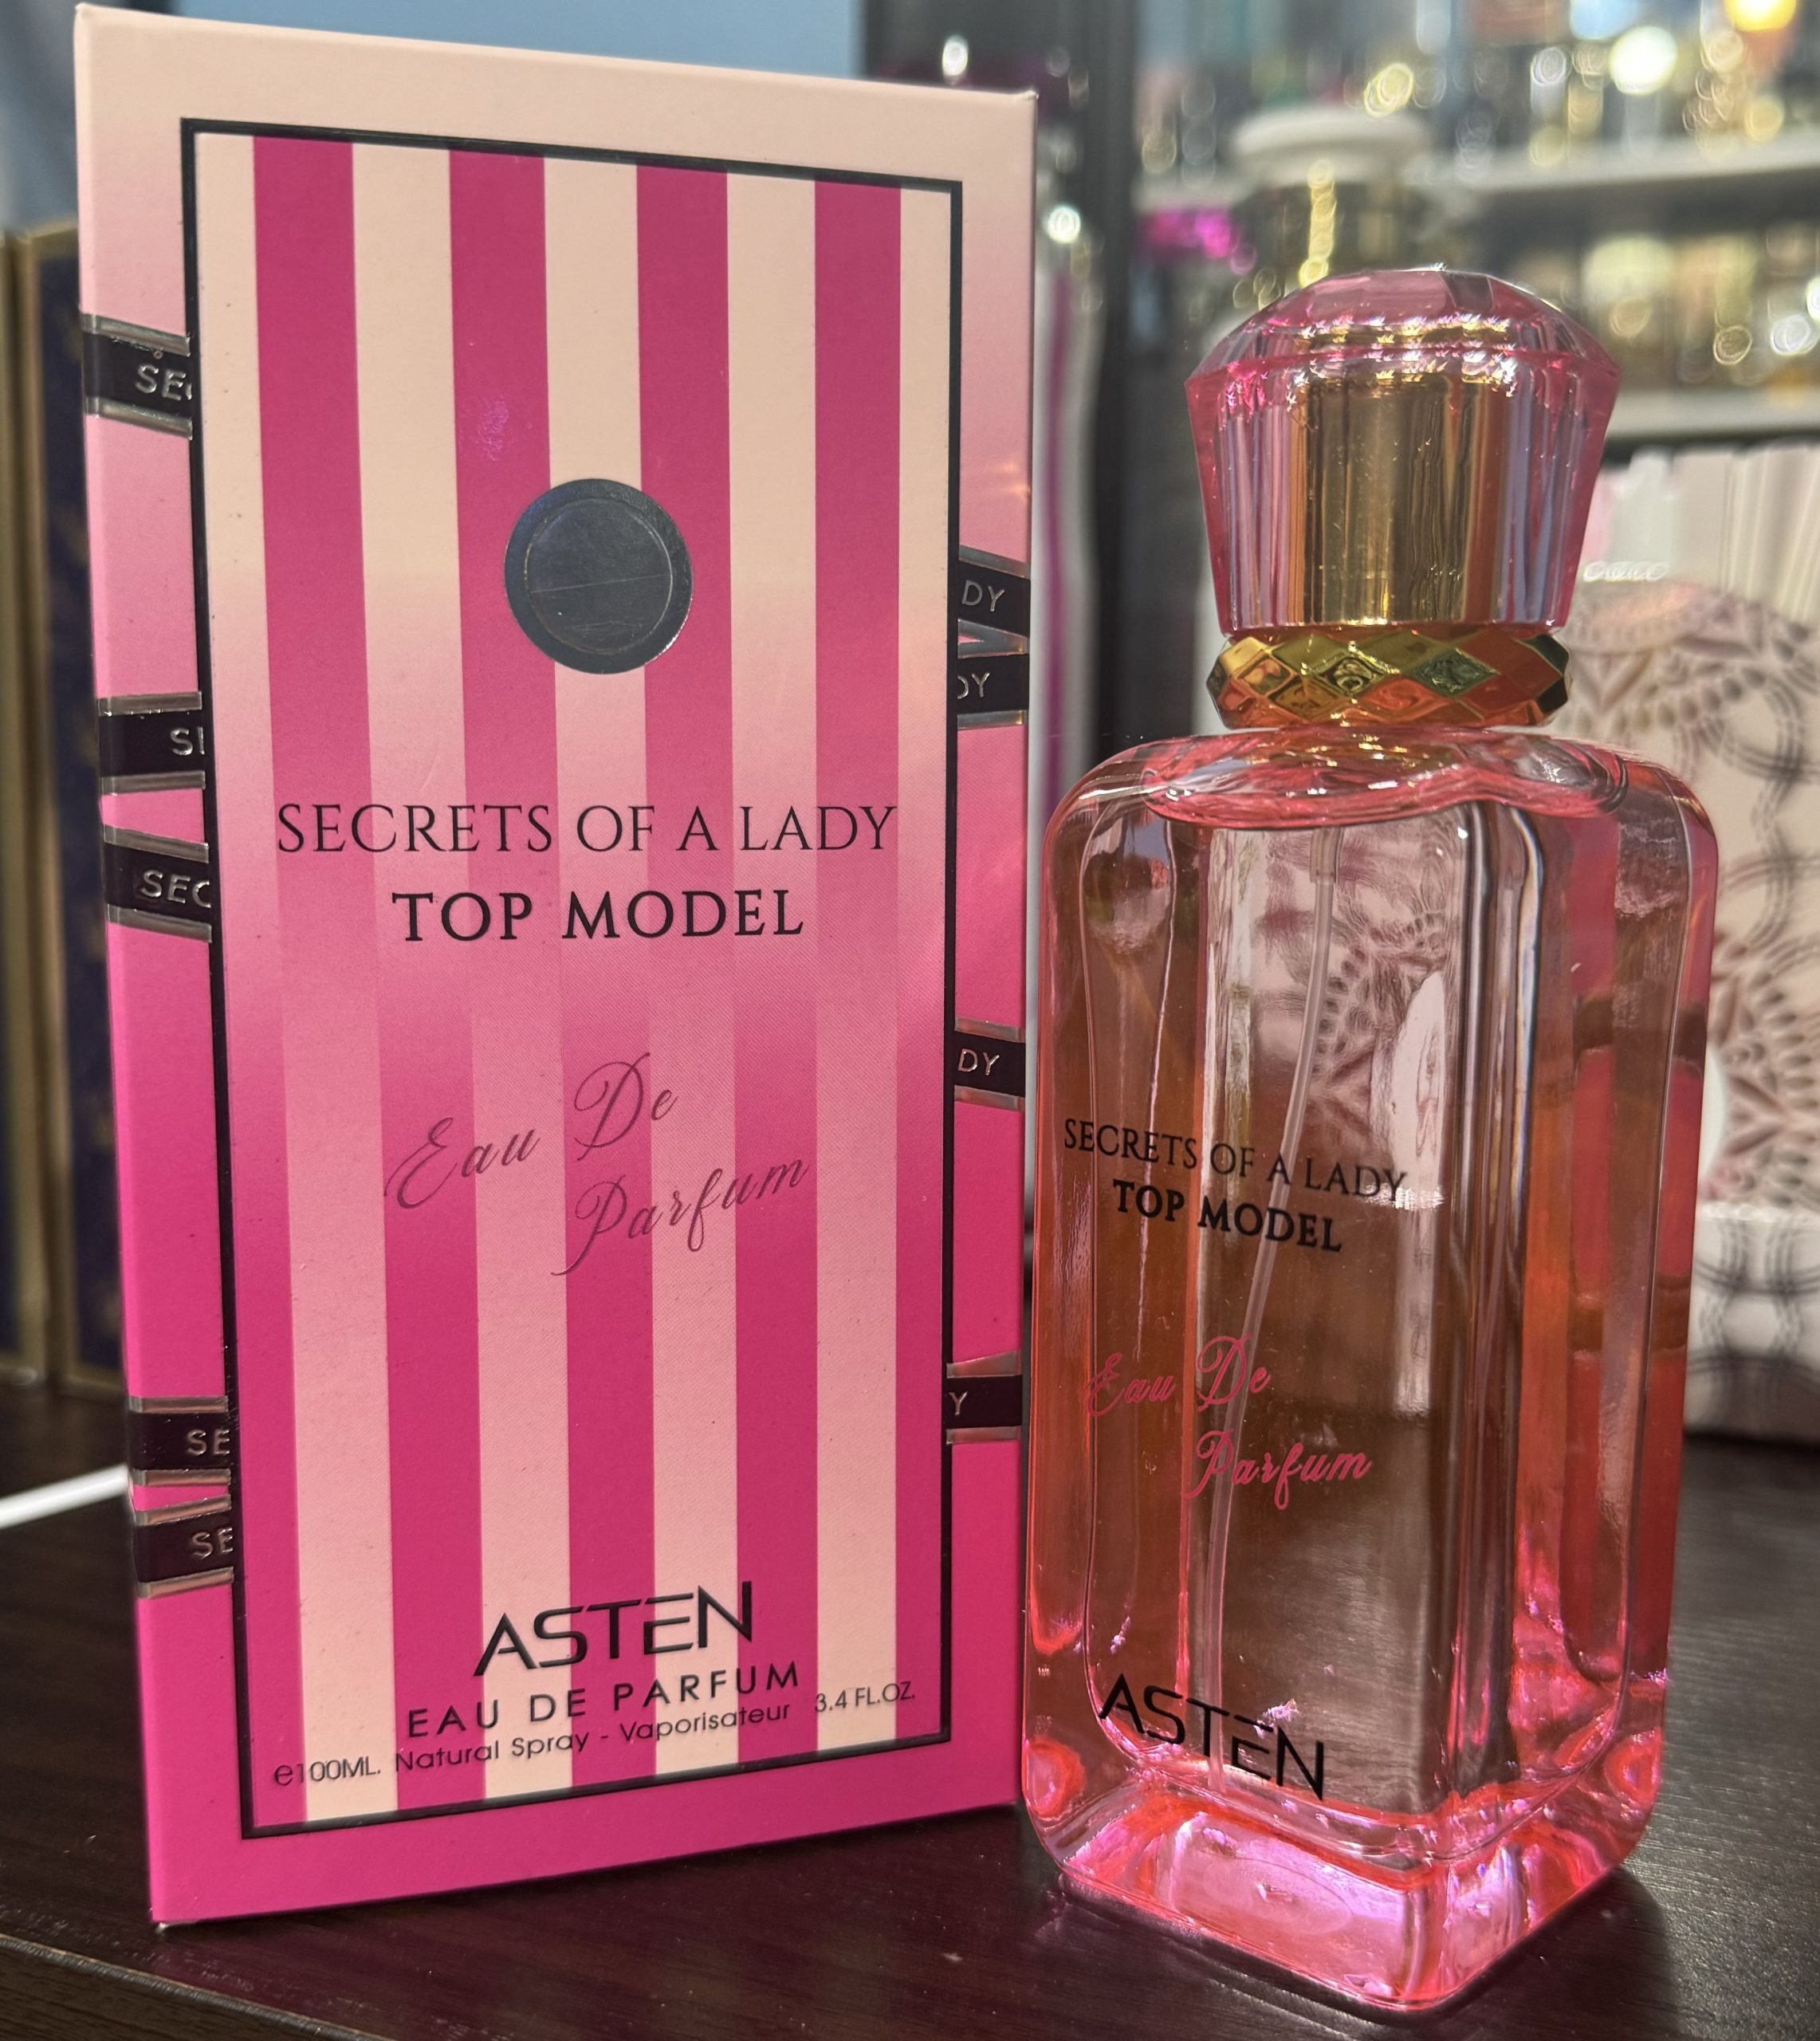 SECRETS OF A LADY
TOP MODEL
Eau De
Parfum
ASTEN
EAU DE PARFUM
e100ML. Natural Spray - Vaporisateur 3.4 FL.OZ.
SECRETS OF A LADY
TOP MODEL
Eau De
Parfum
ASTEN